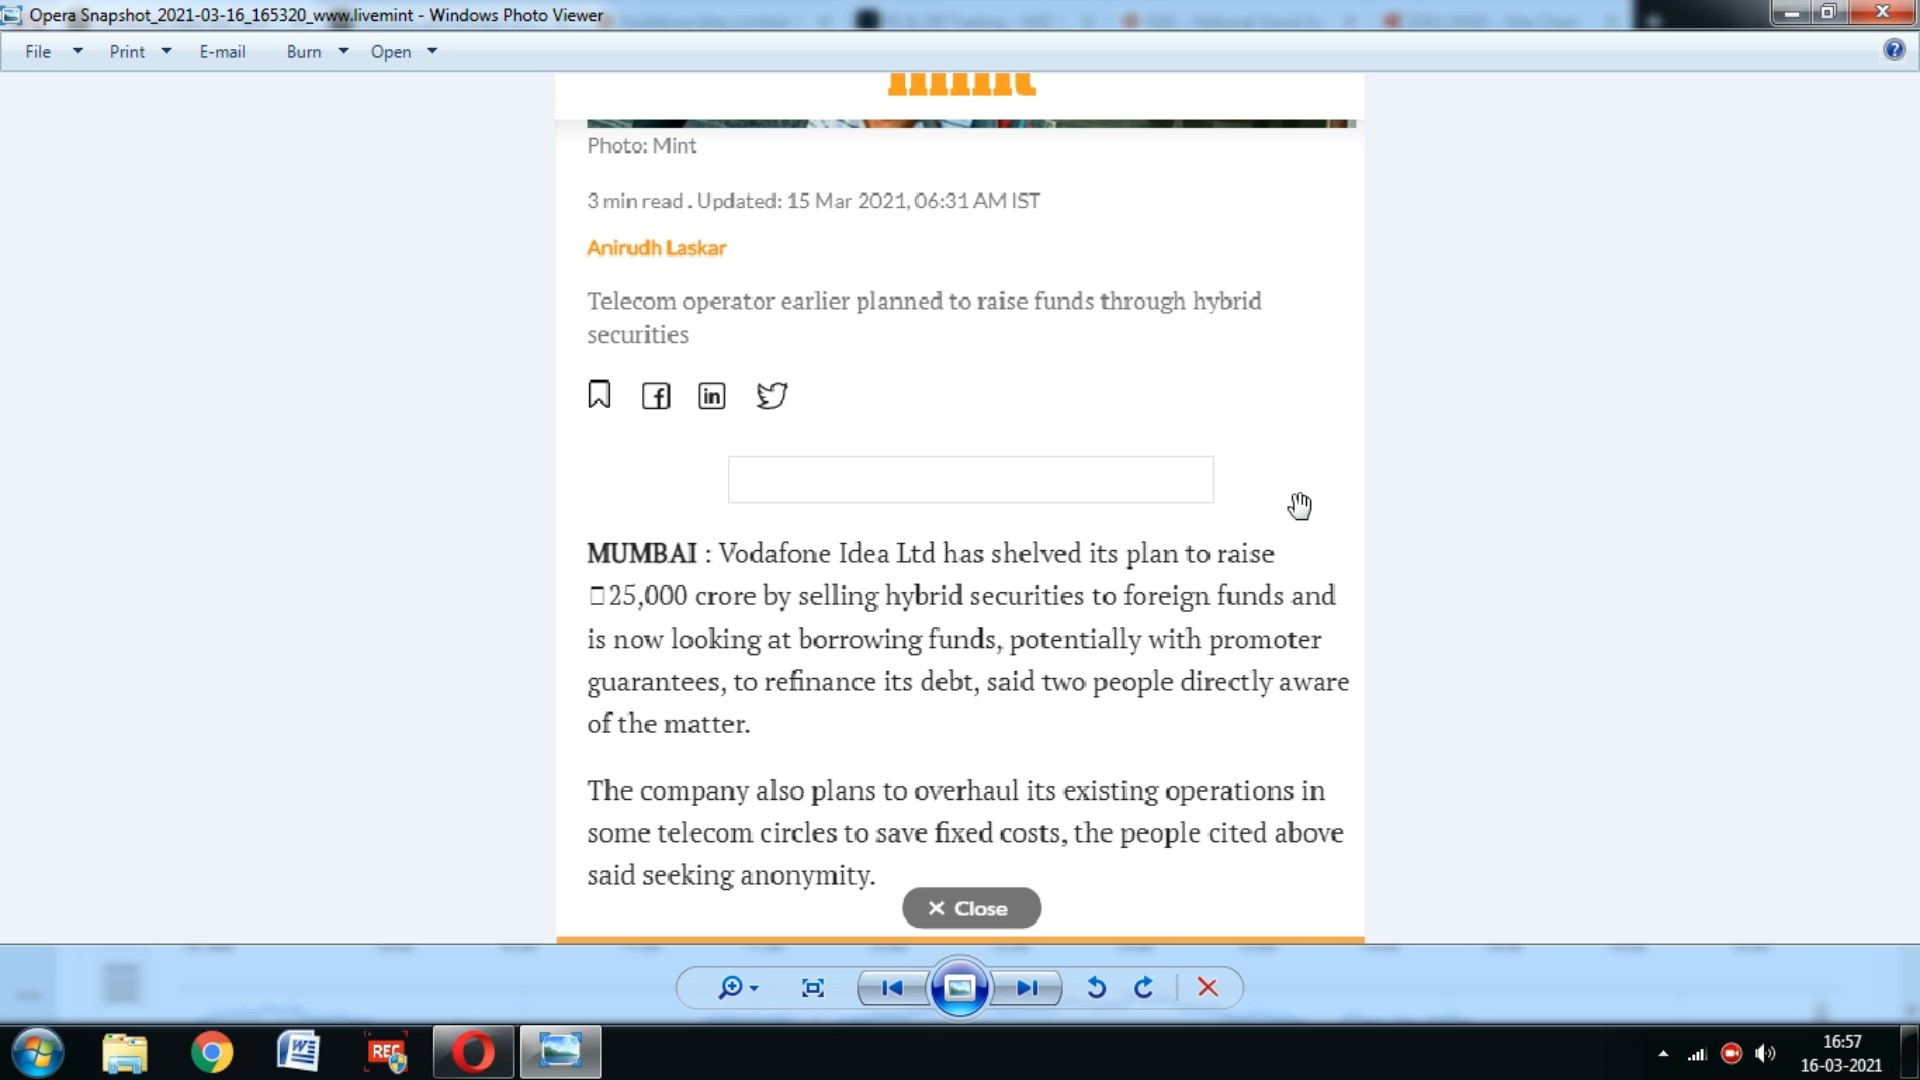 Opera Snapshot_2021-03-16_165320_www.livemint - Windows Photo Viewer
File Print E-mail Burn Open
mint
Photo: Mint
3 min read . Updated: 15 Mar 2021, 06:31 AM IST
Anirudh Laskar
Telecom operator earlier planned to raise funds through hybrid
securities
MUMBAI : Vodafone Idea Ltd has shelved its plan to raise
□25,000 crore by selling hybrid securities to foreign funds and
is now looking at borrowing funds, potentially with promoter
guarantees, to refinance its debt, said two people directly aware
of the matter.
The company also plans to overhaul its existing operations in
some telecom circles to save fixed costs, the people cited above
said seeking anonymity.
✕ Close
REC
16:57
16-03-2021